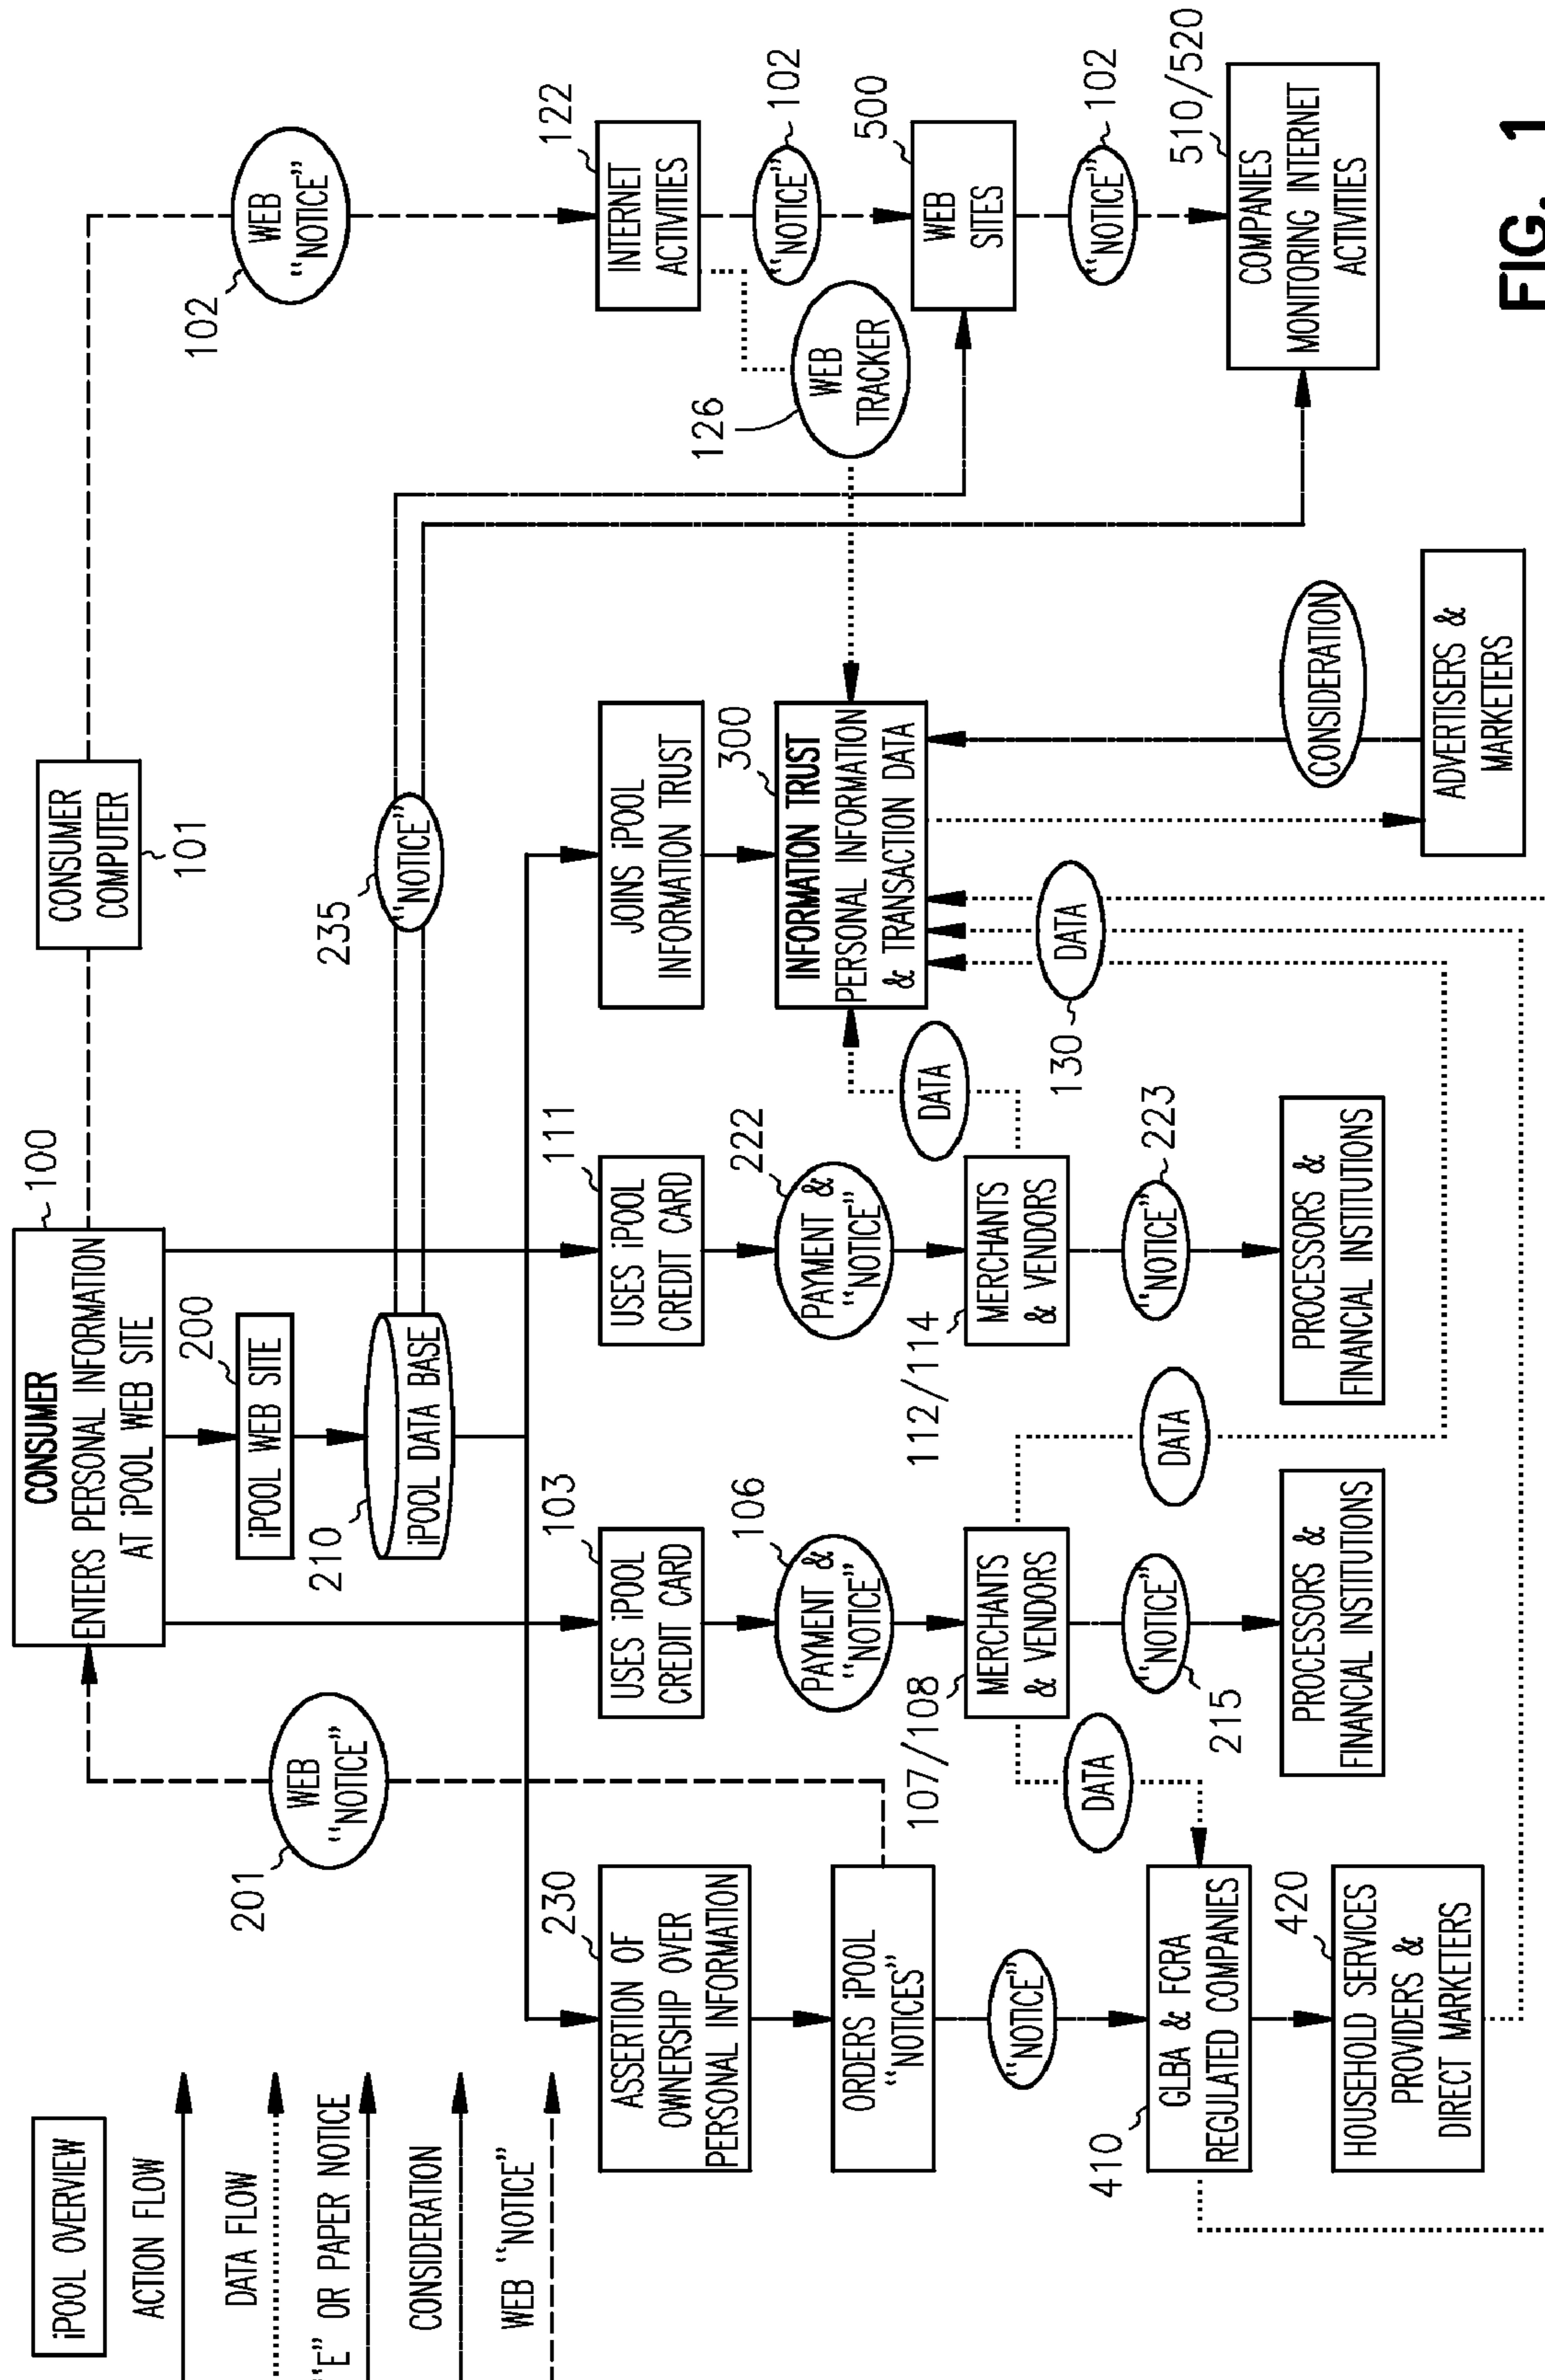 iPOOL OVERVIEW
ACTION FLOW
DATA FLOW
"E" OR PAPER NOTICE
CONSIDERATION
WEB "NOTICE"
CONSUMER
ENTERS PERSONAL INFORMATION
AT iPOOL WEB SITE
100
CONSUMER
COMPUTER
101
WEB
"NOTICE"
201
iPOOL WEB SITE
200
iPOOL DATA BASE
210
"NOTICE"
235
WEB
"NOTICE"
102
ASSERTION OF
OWNERSHIP OVER
PERSONAL INFORMATION
230
USES iPOOL
CREDIT CARD
103
USES iPOOL
CREDIT CARD
111
JOINS iPOOL
INFORMATION TRUST
INTERNET
ACTIVITIES
122
ORDERS iPOOL
"NOTICES"
PAYMENT &
"NOTICE"
106
PAYMENT &
"NOTICE"
222
INFORMATION TRUST
PERSONAL INFORMATION
& TRANSACTION DATA
300
WEB
TRACKER
126
"NOTICE"
102
"NOTICE"
MERCHANTS
& VENDORS
107/108
MERCHANTS
& VENDORS
112/114
DATA
WEB
SITES
500
DATA
DATA
130
"NOTICE"
102
GLBA & FCRA
REGULATED COMPANIES
410
"NOTICE"
215
DATA
"NOTICE"
223
CONSIDERATION
COMPANIES
MONITORING INTERNET
ACTIVITIES
510/520
HOUSEHOLD SERVICES
PROVIDERS &
DIRECT MARKETERS
420
PROCESSORS &
FINANCIAL INSTITUTIONS
PROCESSORS &
FINANCIAL INSTITUTIONS
ADVERTISERS &
MARKETERS
FIG. 1